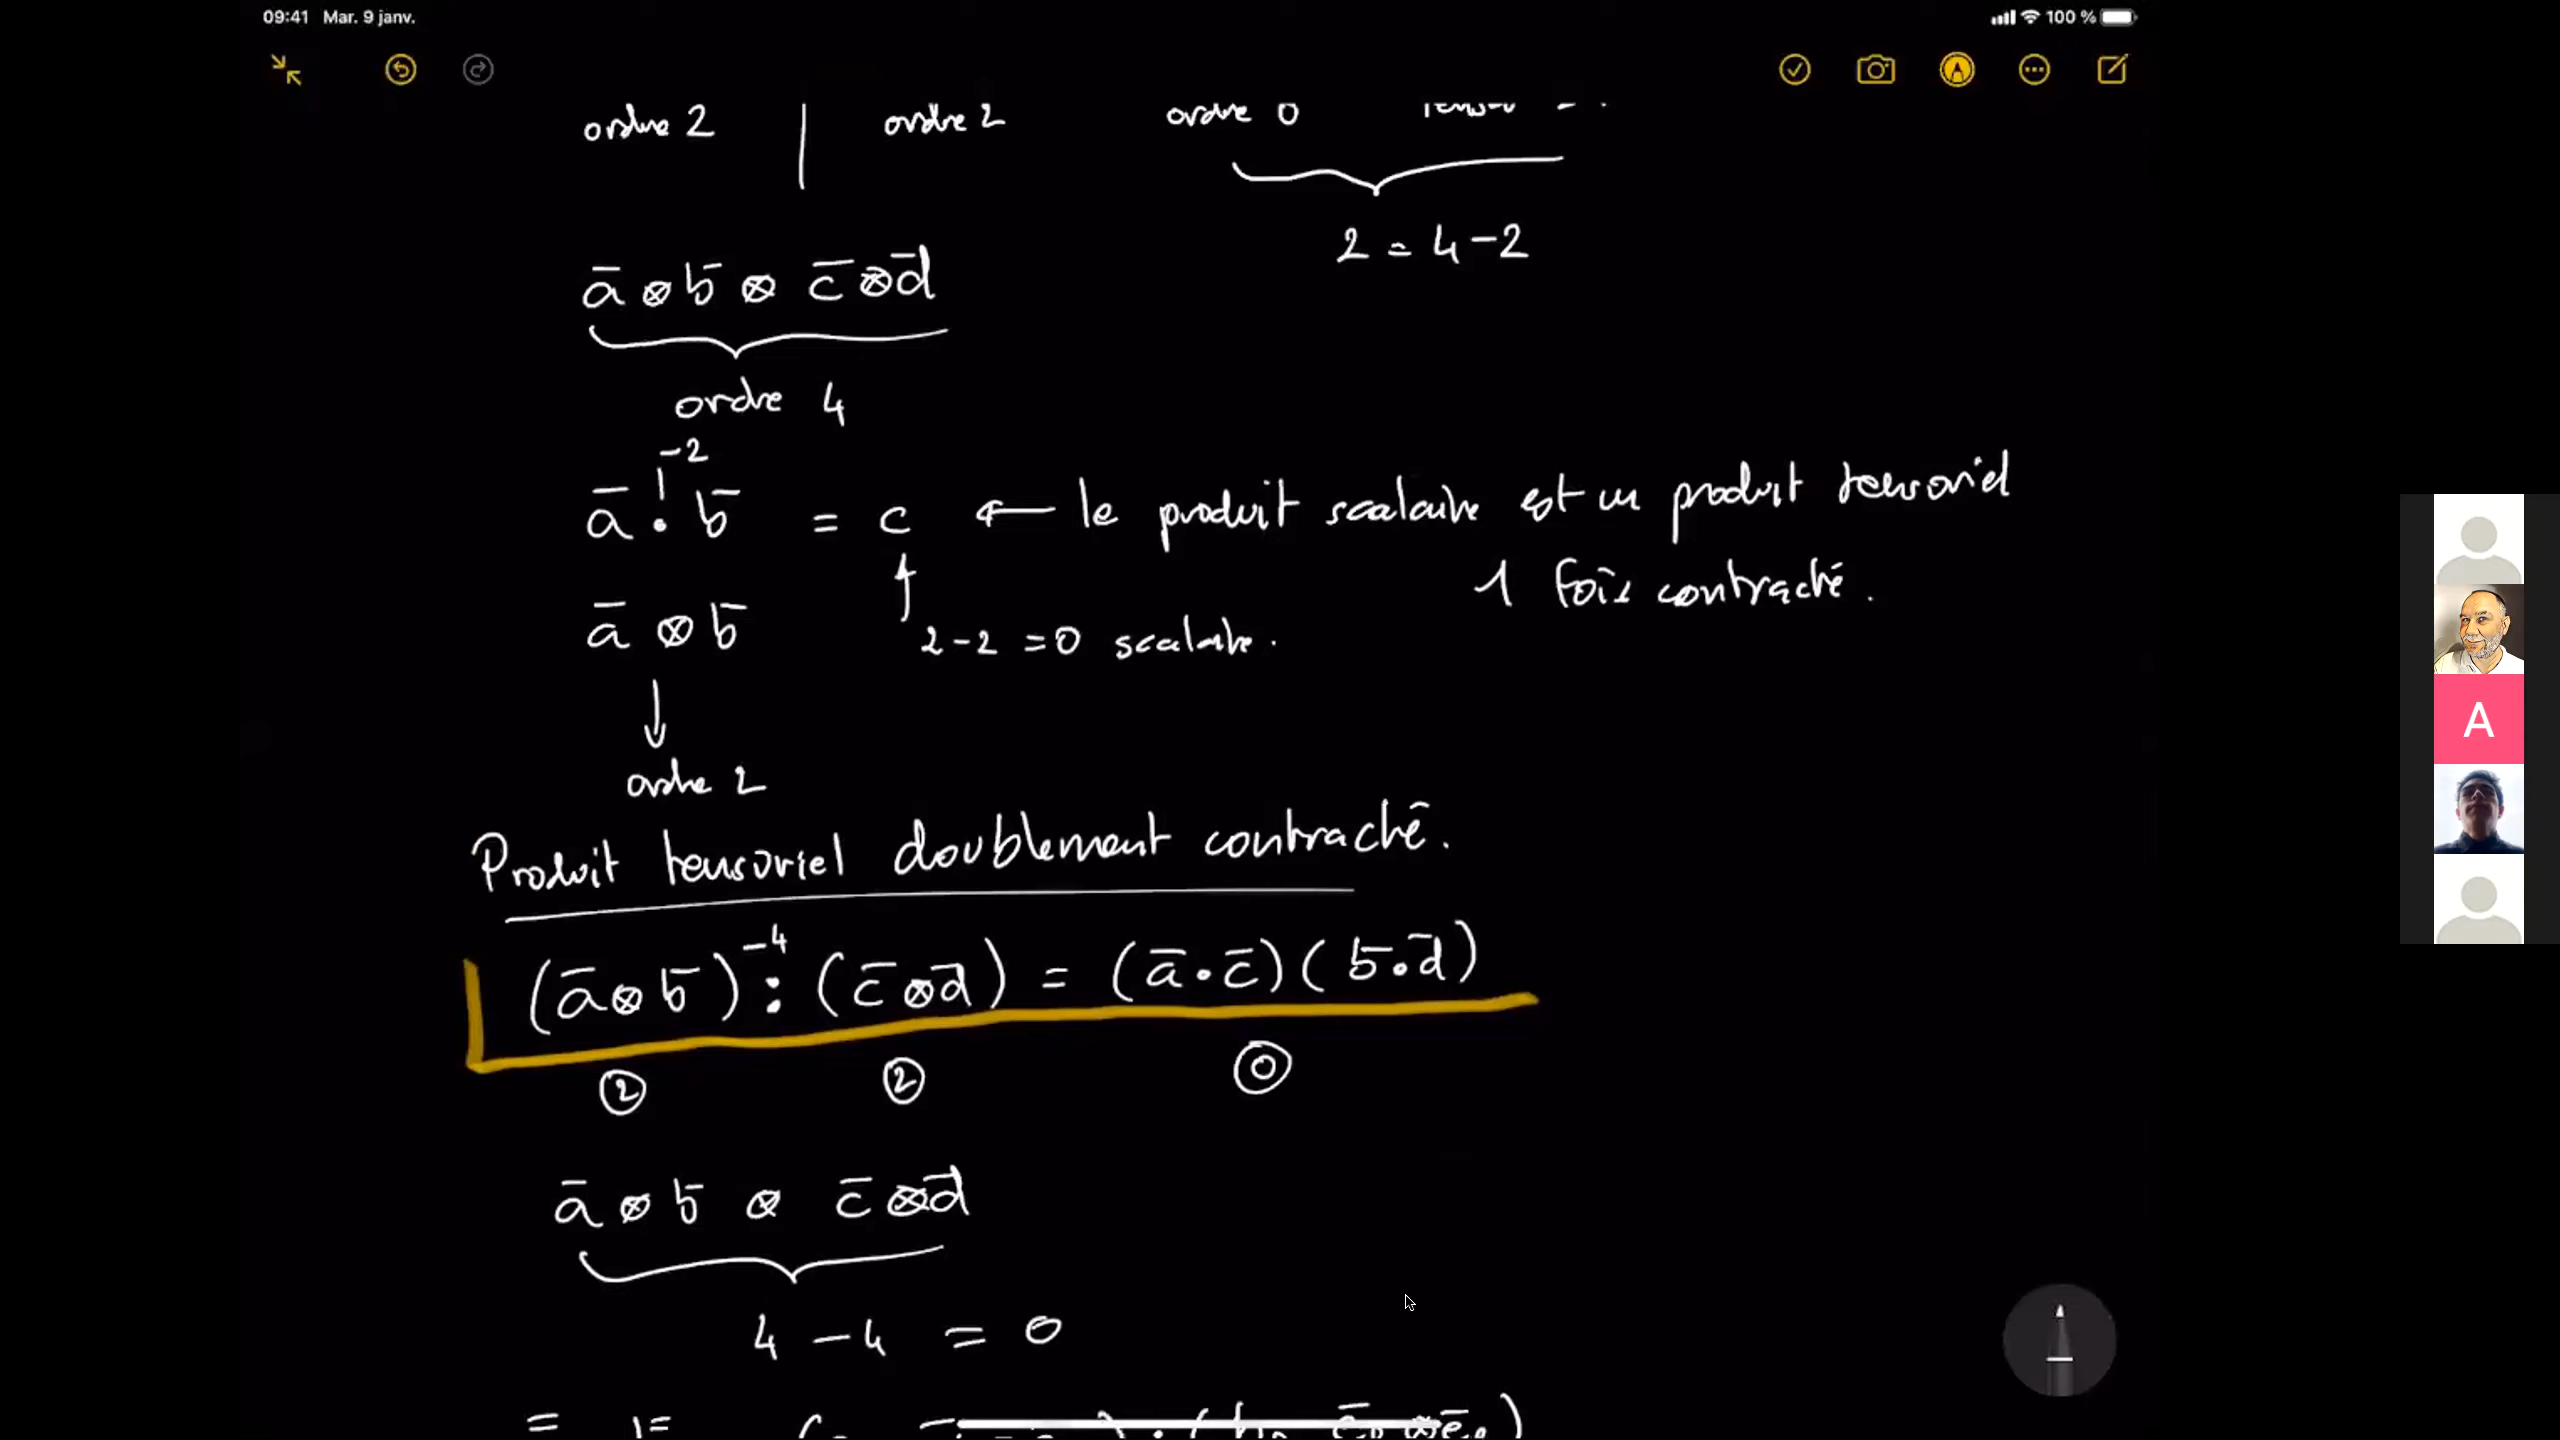 09:41 Mar. 9 janv. 100 %
ordre 2 | ordre 2 ordre 0
2 = 4 - 2
a̅ ⊗ b̅ ⊗ c̅ ⊗ d̅
ordre 4
-2
a̅ . b̅ = c ← le produit scalaire est un produit tensoriel
1 fois contracté.
a̅ ⊗ b̅
2 - 2 = 0 scalaire.
↓
ordre 2
Produit tensoriel doublement contracté.
-4
(a̅ ⊗ b̅) : (c̅ ⊗ d̅) = (a̅ . c̅)(b̅ . d̅)
② ② ⓪
a̅ ⊗ b̅ ⊗ c̅ ⊗ d̅
4 - 4 = 0
A